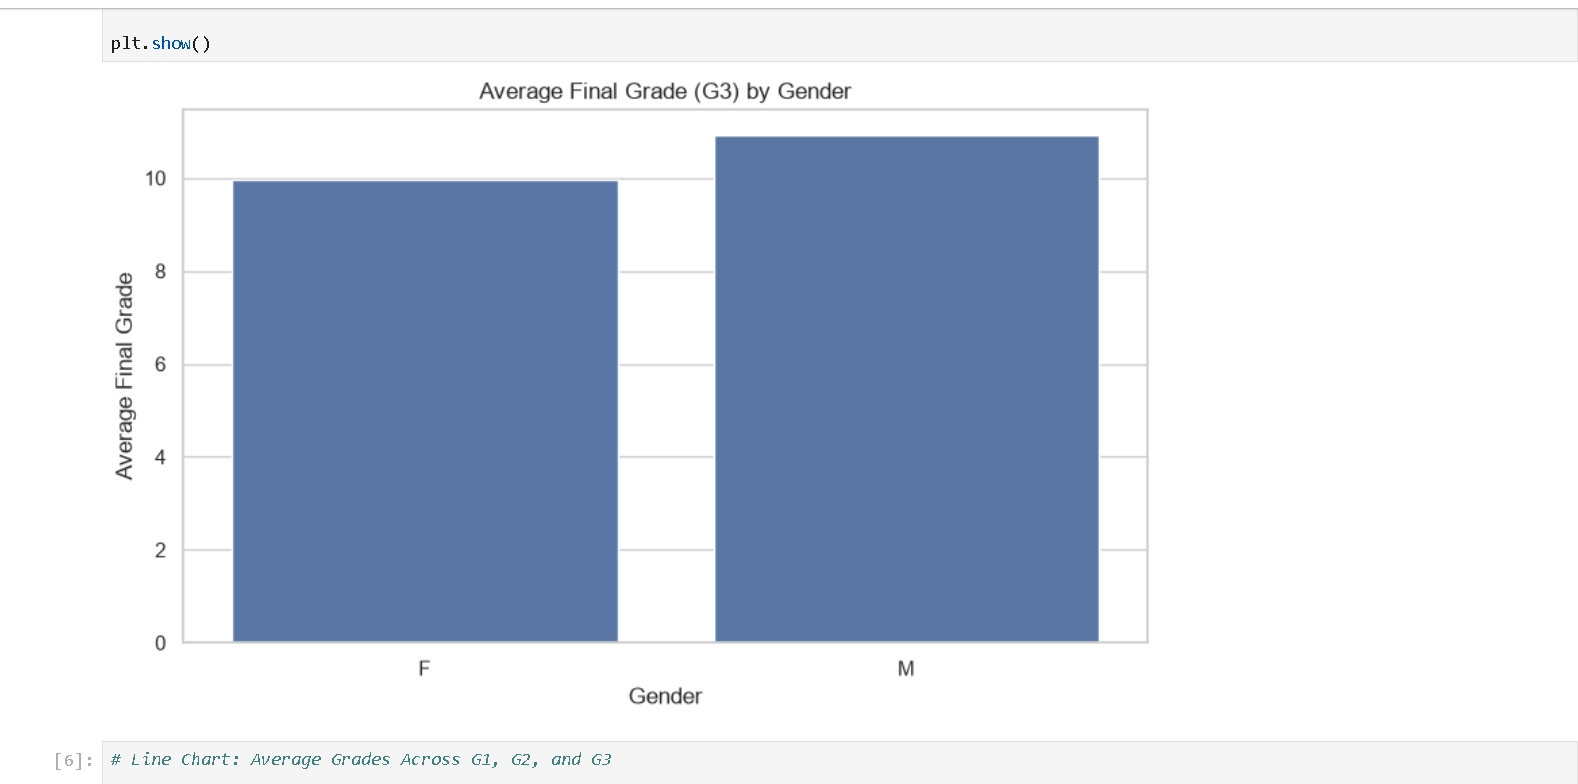 plt.show()
Average Final Grade (G3) by Gender
10
8
6
4
2
0
Average Final Grade
F M
Gender
[6]: # Line Chart: Average Grades Across G1, G2, and G3